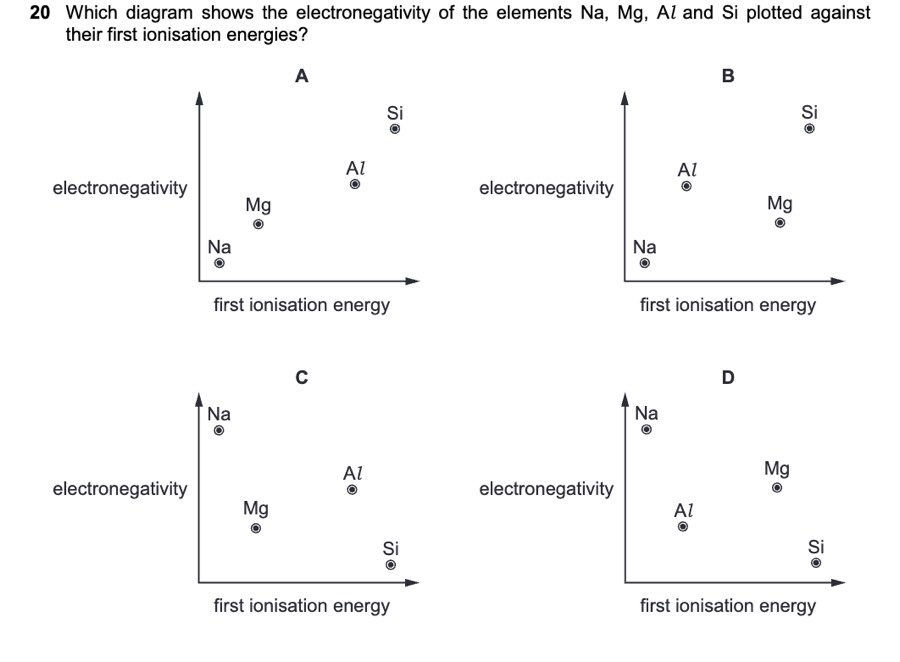 20 Which diagram shows the electronegativity of the elements Na, Mg, Al and Si plotted against
their first ionisation energies?
A
electronegativity
Si
Al
Mg
Na
first ionisation energy
B
electronegativity
Si
Al
Mg
Na
first ionisation energy
C
electronegativity
Na
Al
Mg
Si
first ionisation energy
D
electronegativity
Na
Mg
Al
Si
first ionisation energy